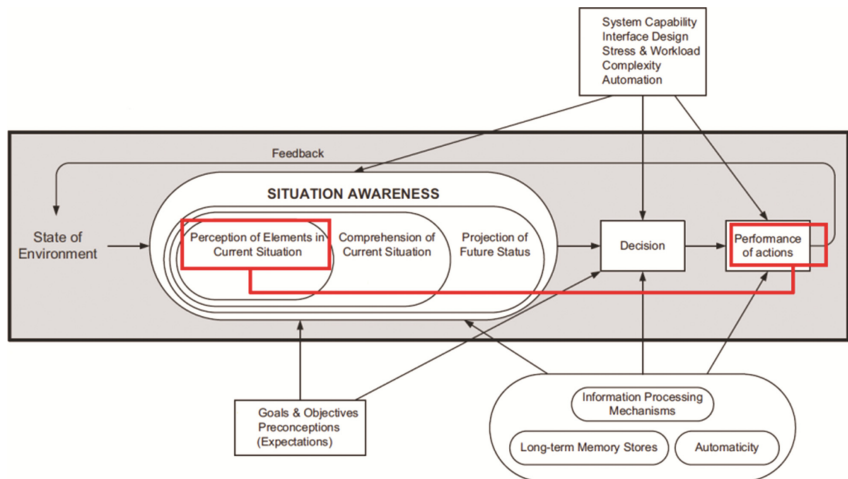 System Capability
Interface Design
Stress & Workload
Complexity
Automation
Feedback
SITUATION AWARENESS
State of
Environment
Perception of Elements in
Current Situation
Comprehension of
Current Situation
Projection of
Future Status
Decision
Performance
of actions
Goals & Objectives
Preconceptions
(Expectations)
Information Processing
Mechanisms
Long-term Memory Stores
Automaticity